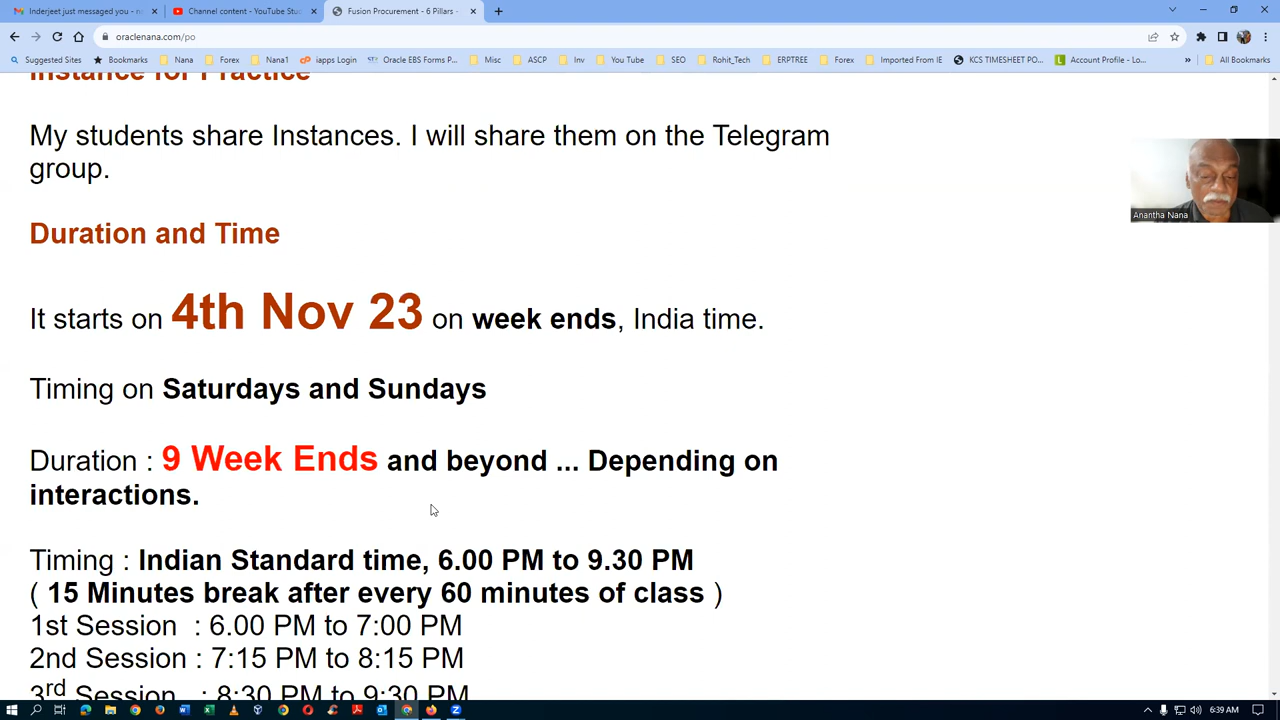 Inderjeet just messaged you - n
Channel content - YouTube Stu
Fusion Procurement - 6 Pillars -
oraclenana.com/po
Suggested Sites Bookmarks Nana Forex Nana1 iapps Login Oracle EBS Forms P... Misc ASCP Inv You Tube SEO Rohit_Tech ERPTREE Forex Imported From IE KCS TIMESHEET PO... Account Profile - Lo... » All Bookmarks
Instance for Practice
My students share Instances. I will share them on the Telegram
group.
Anantha Nana
Duration and Time
It starts on 4th Nov 23 on week ends, India time.
Timing on Saturdays and Sundays
Duration : 9 Week Ends and beyond ... Depending on
interactions.
Timing : Indian Standard time, 6.00 PM to 9.30 PM
( 15 Minutes break after every 60 minutes of class )
1st Session : 6.00 PM to 7:00 PM
2nd Session : 7:15 PM to 8:15 PM
3rd Session : 8:30 PM to 9:30 PM
6:39 AM